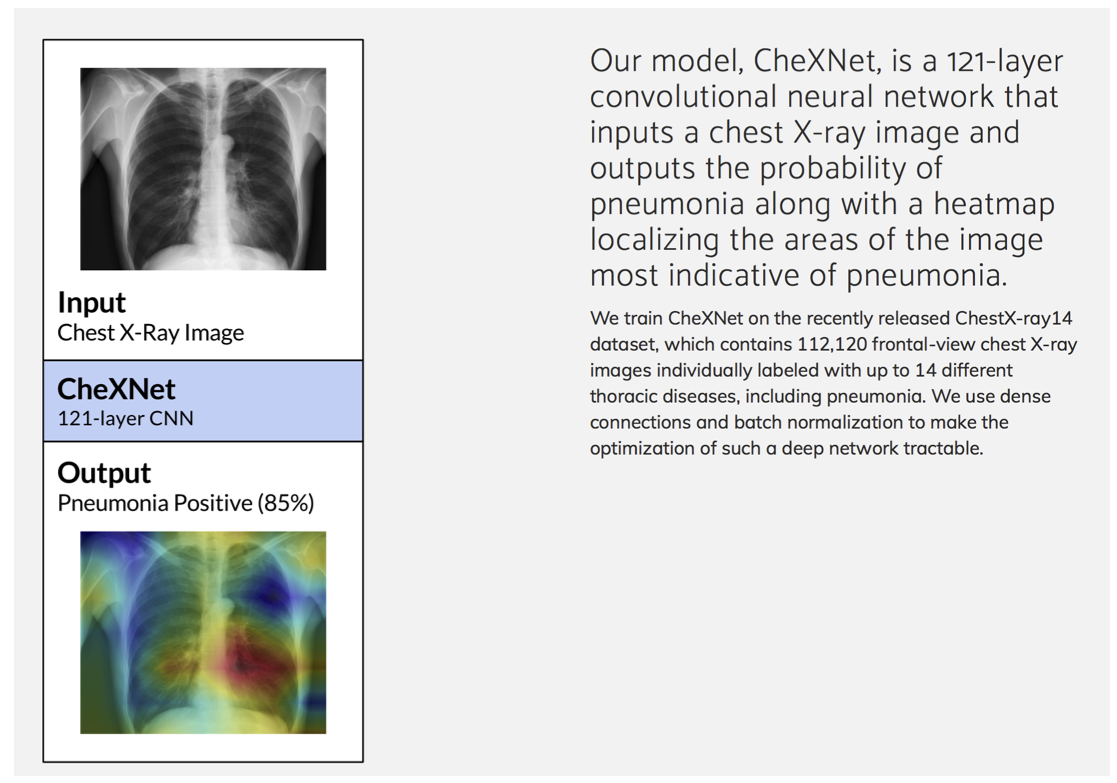 Input
Chest X-Ray Image
CheXNet
121-layer CNN
Output
Pneumonia Positive (85%)
Our model, CheXNet, is a 121-layer
convolutional neural network that
inputs a chest X-ray image and
outputs the probability of
pneumonia along with a heatmap
localizing the areas of the image
most indicative of pneumonia.
We train CheXNet on the recently released ChestX-ray14
dataset, which contains 112,120 frontal-view chest X-ray
images individually labeled with up to 14 different
thoracic diseases, including pneumonia. We use dense
connections and batch normalization to make the
optimization of such a deep network tractable.